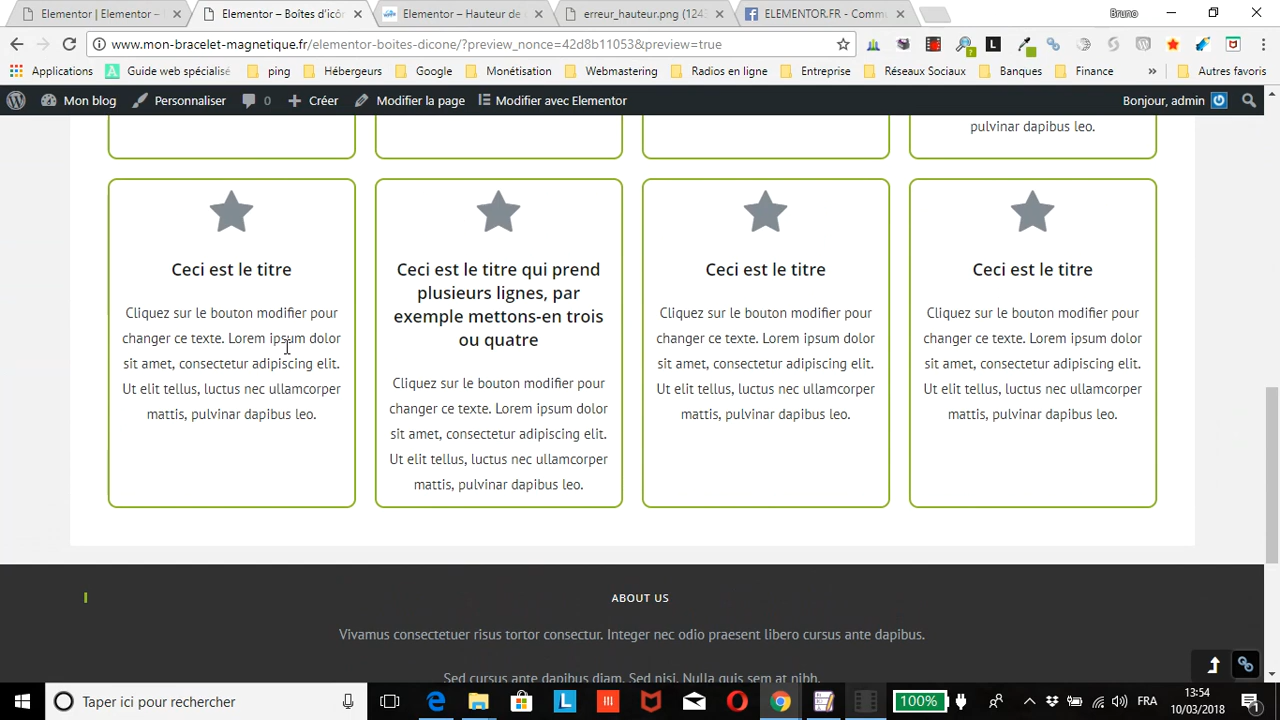 Elementor | Elementor –
Elementor – Boîtes d'icôn
Elementor – Hauteur de
erreur_hauteur.png (1243
ELEMENTOR.FR - Commu
Bruno
www.mon-bracelet-magnetique.fr/elementor-boites-dicone/?preview_nonce=42d8b11053&preview=true
Applications
Guide web spécialisé
ping
Hébergeurs
Google
Monétisation
Webmastering
Radios en ligne
Entreprise
Réseaux Sociaux
Banques
Finance
»
Autres favoris
Mon blog
Personnaliser
0
Créer
Modifier la page
Modifier avec Elementor
Bonjour, admin
pulvinar dapibus leo.
Ceci est le titre
Cliquez sur le bouton modifier pour
changer ce texte. Lorem ipsum dolor
sit amet, consectetur adipiscing elit.
Ut elit tellus, luctus nec ullamcorper
mattis, pulvinar dapibus leo.
Ceci est le titre qui prend
plusieurs lignes, par
exemple mettons-en trois
ou quatre
Cliquez sur le bouton modifier pour
changer ce texte. Lorem ipsum dolor
sit amet, consectetur adipiscing elit.
Ut elit tellus, luctus nec ullamcorper
mattis, pulvinar dapibus leo.
Ceci est le titre
Cliquez sur le bouton modifier pour
changer ce texte. Lorem ipsum dolor
sit amet, consectetur adipiscing elit.
Ut elit tellus, luctus nec ullamcorper
mattis, pulvinar dapibus leo.
Ceci est le titre
Cliquez sur le bouton modifier pour
changer ce texte. Lorem ipsum dolor
sit amet, consectetur adipiscing elit.
Ut elit tellus, luctus nec ullamcorper
mattis, pulvinar dapibus leo.
ABOUT US
Vivamus consectetuer risus tortor consectur. Integer nec odio praesent libero cursus ante dapibus.
Sed cursus ante dapibus diam. Sed nisi. Nulla quis sem at nibh.
Taper ici pour rechercher
100%
FRA
13:54
10/03/2018